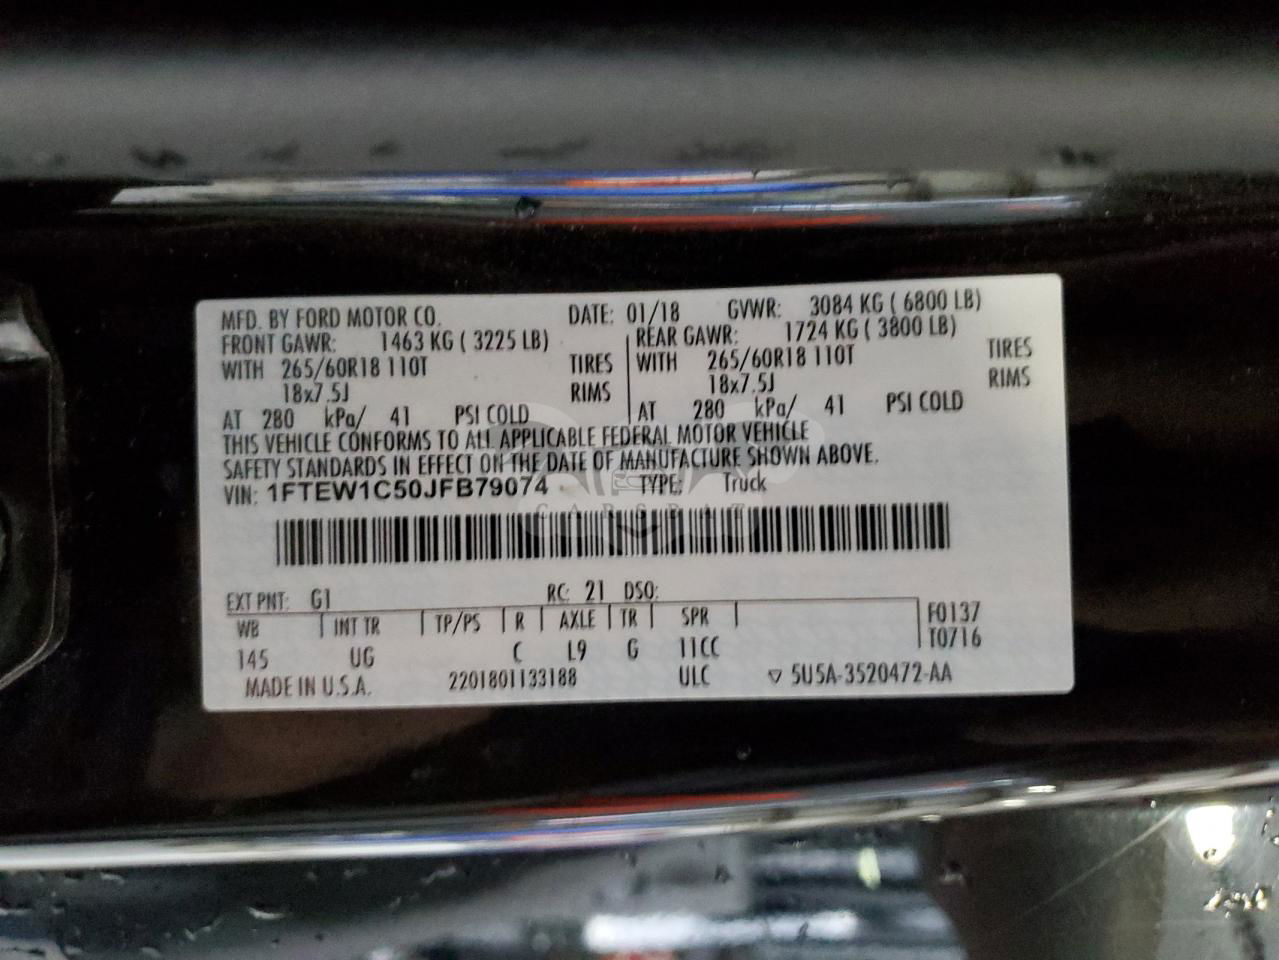 MFD. BY FORD MOTOR CO. DATE: 01/18 GVWR: 3084 KG ( 6800 LB)
FRONT GAWR: 1463 KG ( 3225 LB) REAR GAWR: 1724 KG ( 3800 LB)
WITH 265/60R18 110T TIRES WITH 265/60R18 110T TIRES
18x7.5J RIMS 18x7.5J RIMS
AT 280 kPa/ 41 PSI COLD AT 280 kPa/ 41 PSI COLD
THIS VEHICLE CONFORMS TO ALL APPLICABLE FEDERAL MOTOR VEHICLE
SAFETY STANDARDS IN EFFECT ON THE DATE OF MANUFACTURE SHOWN ABOVE.
VIN: 1FTEW1C50JFB79074 TYPE: Truck
EXT PNT: G1 RC: 21 DSO:
WB INT TR TP/PS R AXLE TR SPR F0137
145 UG C L9 G 11CC T0716
MADE IN U.S.A. 2201801133188 ULC ▽ 5U5A-3520472-AA